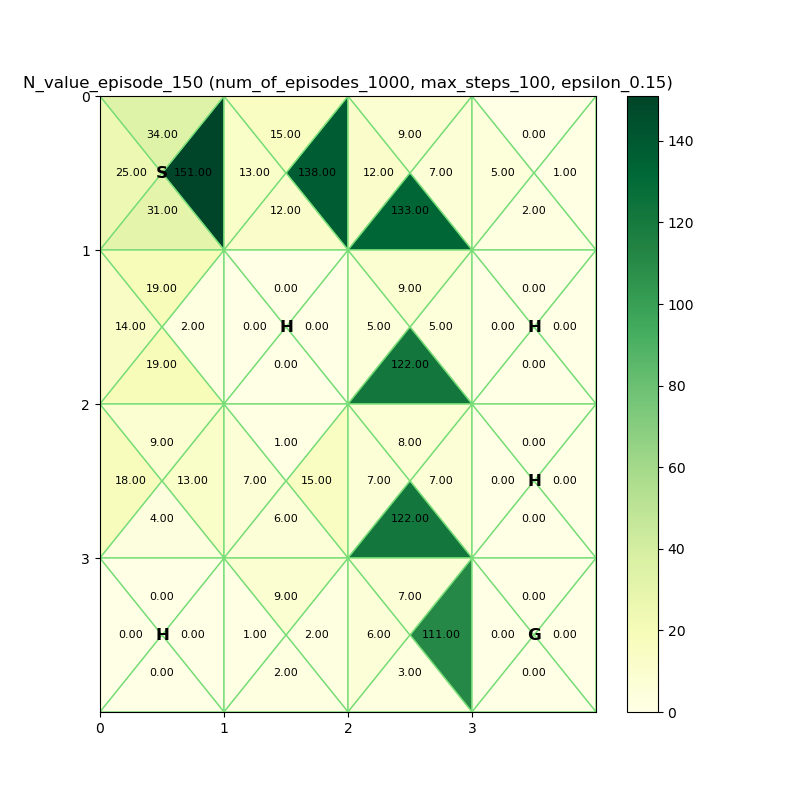 N_value_episode_150 (num_of_episodes_1000, max_steps_100, epsilon_0.15)
0
34.00 15.00 9.00 0.00
140
25.00 S 151.00 13.00 138.00 12.00 7.00 5.00 1.00
31.00 12.00 133.00 2.00
120
1
19.00 0.00 9.00 0.00
100
14.00 2.00 0.00 H 0.00 5.00 5.00 0.00 H 0.00
19.00 0.00 122.00 0.00
80
2
9.00 1.00 8.00 0.00
60
18.00 13.00 7.00 15.00 7.00 7.00 0.00 H 0.00
4.00 6.00 122.00 0.00
40
3
0.00 9.00 7.00 0.00
20
0.00 H 0.00 1.00 2.00 6.00 111.00 0.00 G 0.00
0.00 2.00 3.00 0.00
0
0 1 2 3